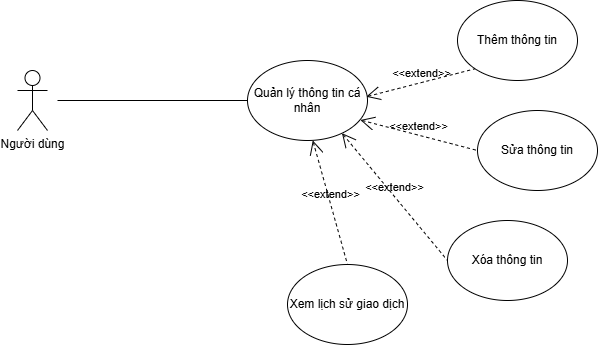 Thêm thông tin
<<extend>>
Quản lý thông tin cá
nhân
<<extend>>
Người dùng
Sửa thông tin
<<extend>>
<<extend>>
Xóa thông tin
Xem lịch sử giao dịch